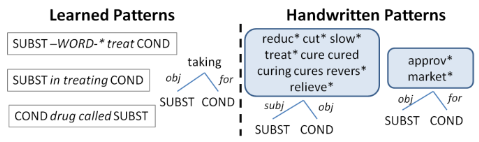 Learned Patterns
SUBST –WORD-* treat COND
SUBST in treating COND
COND drug called SUBST
taking
obj for
SUBST COND
Handwritten Patterns
reduc* cut* slow*
treat* cure cured
curing cures revers*
relieve*
subj obj
SUBST COND
approv*
market*
obj for
SUBST COND